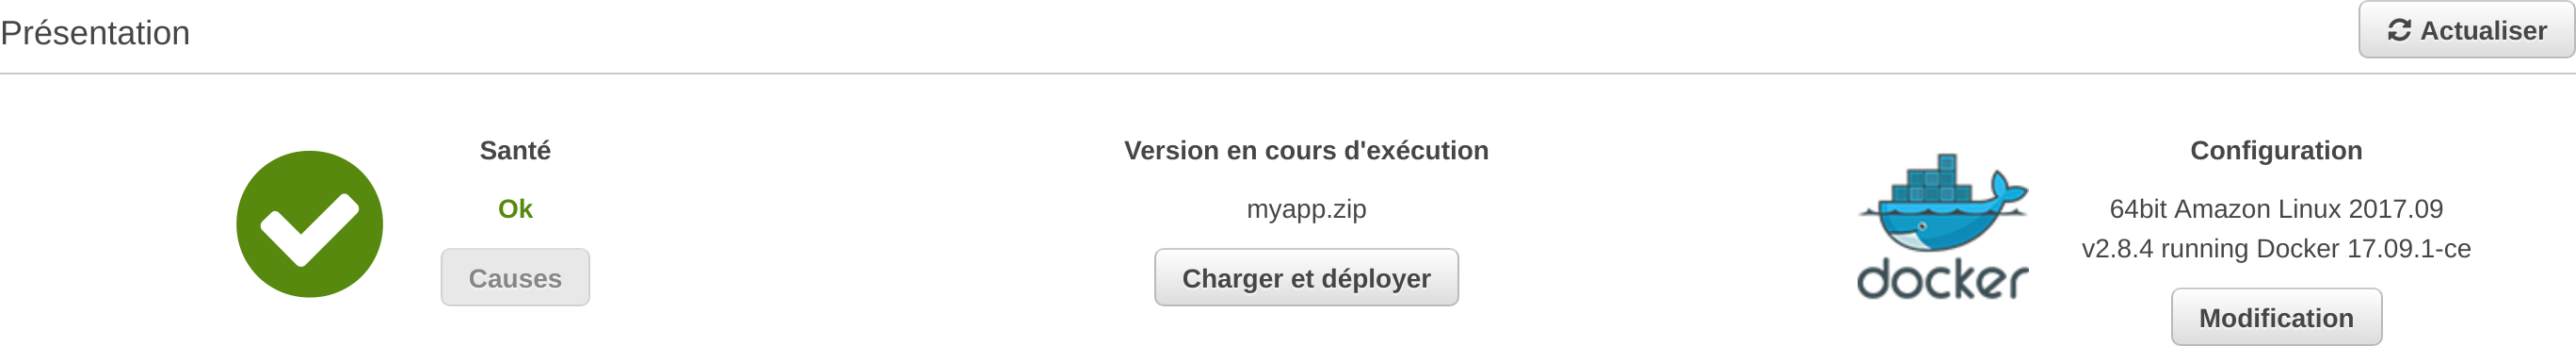 Présentation
Actualiser
Santé
Ok
Causes
Version en cours d'exécution
myapp.zip
Charger et déployer
docker
Configuration
64bit Amazon Linux 2017.09
v2.8.4 running Docker 17.09.1-ce
Modification